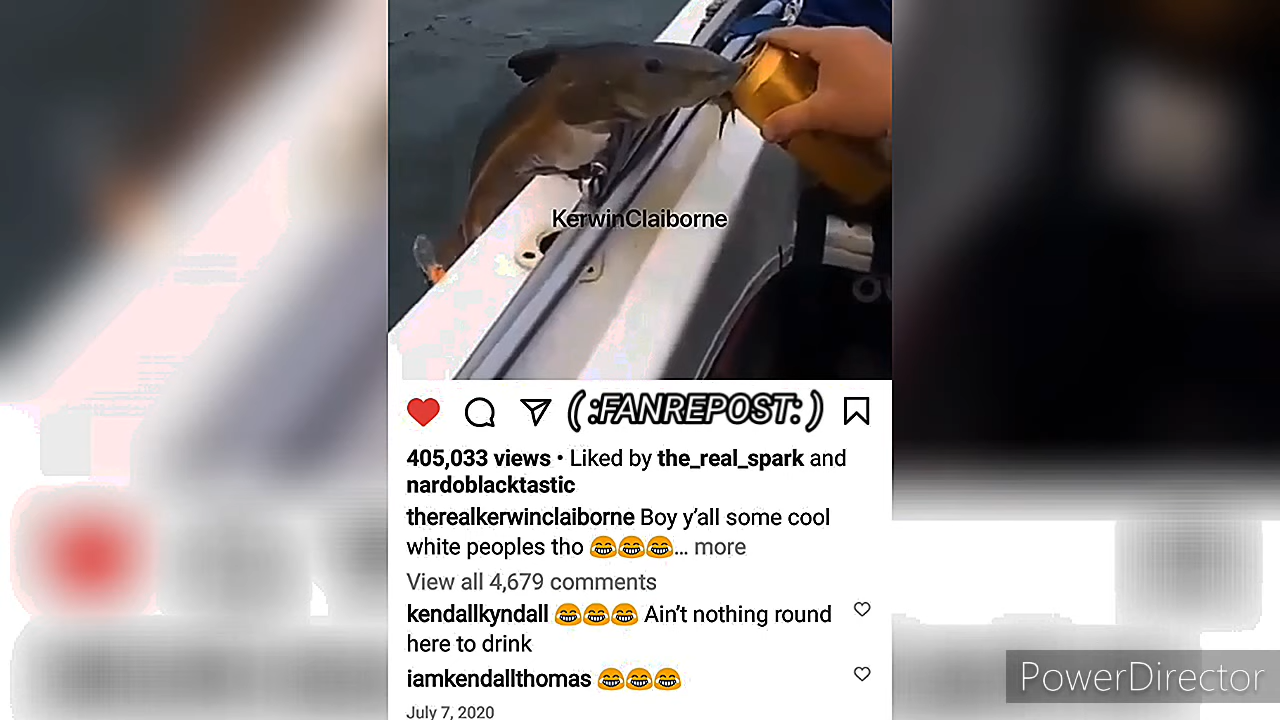 KerwinClaiborne
( :FANREPOST: )
405,033 views • Liked by the_real_spark and
nardoblacktastic
therealkerwinclaiborne Boy y'all some cool
white peoples tho 😂😂😂... more
View all 4,679 comments
kendallkyndall 😂😂😂 Ain't nothing round
here to drink
iamkendallthomas 😂😂😂
July 7, 2020
PowerDirector